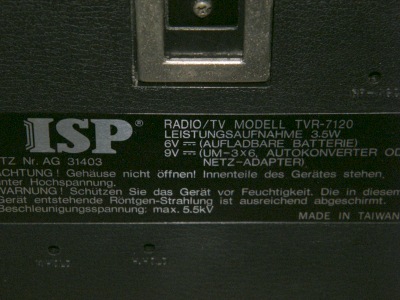 ISP
RADIO/TV MODELL TVR-7120
LEISTUNGSAUFNAHME 3.5W
6V ⎓ (AUFLADBARE BATTERIE)
9V ⎓ (UM-3×6, AUTOKONVERTER OD
NETZ-ADAPTER)
TZ Nr. AG 31403
ACHTUNG! Gehäuse nicht öffnen! Innenteile des Gerätes stehen
unter Hochspannung.
WARNUNG! Schützen Sie das Gerät vor Feuchtigkeit. Die in diesem
Gerät entstehende Röntgen-Strahlung ist ausreichend abgeschirmt.
Beschleunigungsspannung: max. 5.5kV
MADE IN TAIWAN
V.HOLD
H.HOLD